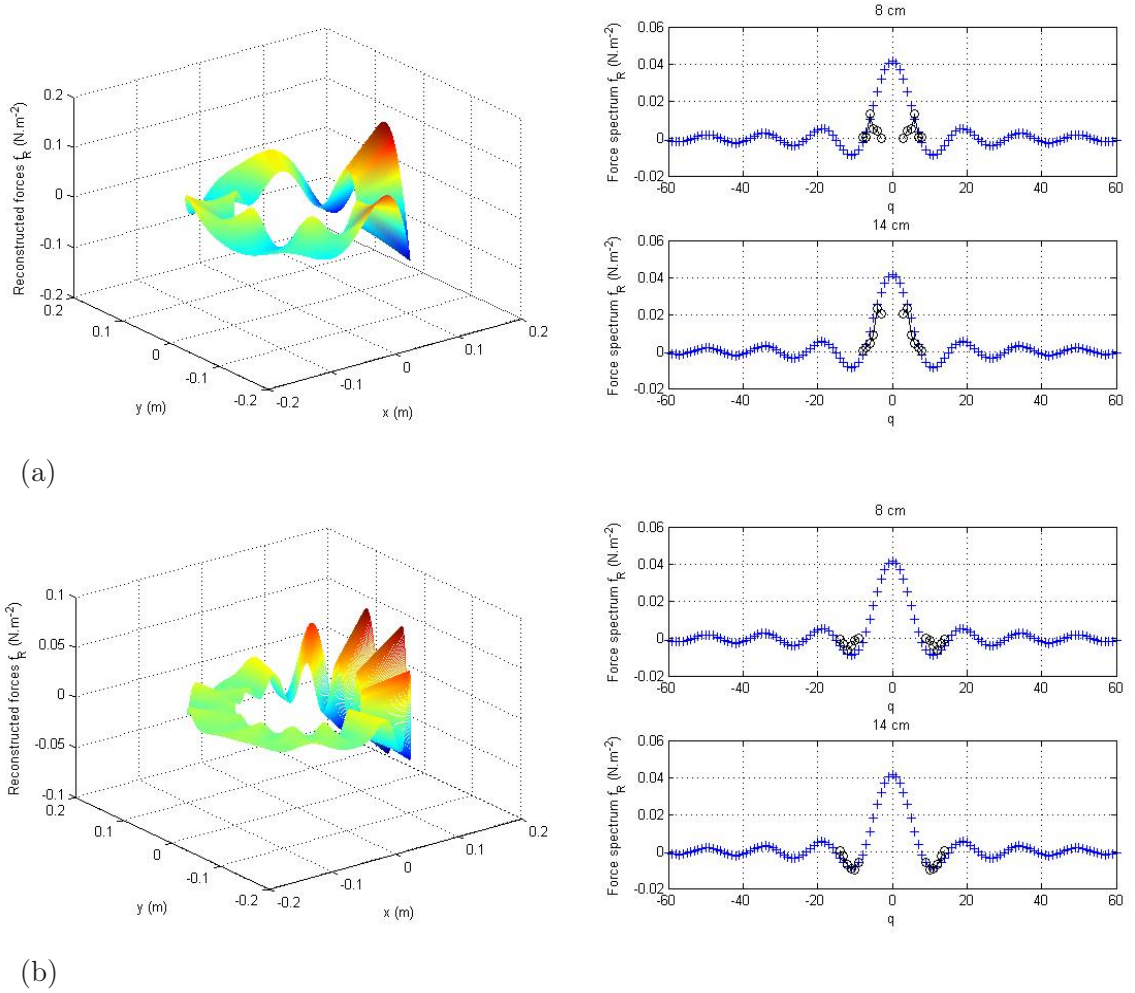 0.2
0.1
0
-0.1
-0.2
Reconstructed forces f_R (N.m⁻²)
0.2
0.1
0
-0.1
-0.2
y (m)
-0.2
-0.1
0
0.1
0.2
x (m)
8 cm
0.06
0.04
0.02
0
-0.02
Force spectrum f_R (N.m⁻²)
-60 -40 -20 0 20 40 60
q
14 cm
0.06
0.04
0.02
0
-0.02
Force spectrum f_R (N.m⁻²)
-60 -40 -20 0 20 40 60
q
(a)
0.1
0.05
0
-0.05
-0.1
Reconstructed forces f_R (N.m⁻²)
0.2
0.1
0
-0.1
-0.2
y (m)
-0.2
-0.1
0
0.1
0.2
x (m)
8 cm
0.06
0.04
0.02
0
-0.02
Force spectrum f_R (N.m⁻²)
-60 -40 -20 0 20 40 60
q
14 cm
0.06
0.04
0.02
0
-0.02
Force spectrum f_R (N.m⁻²)
-60 -40 -20 0 20 40 60
q
(b)